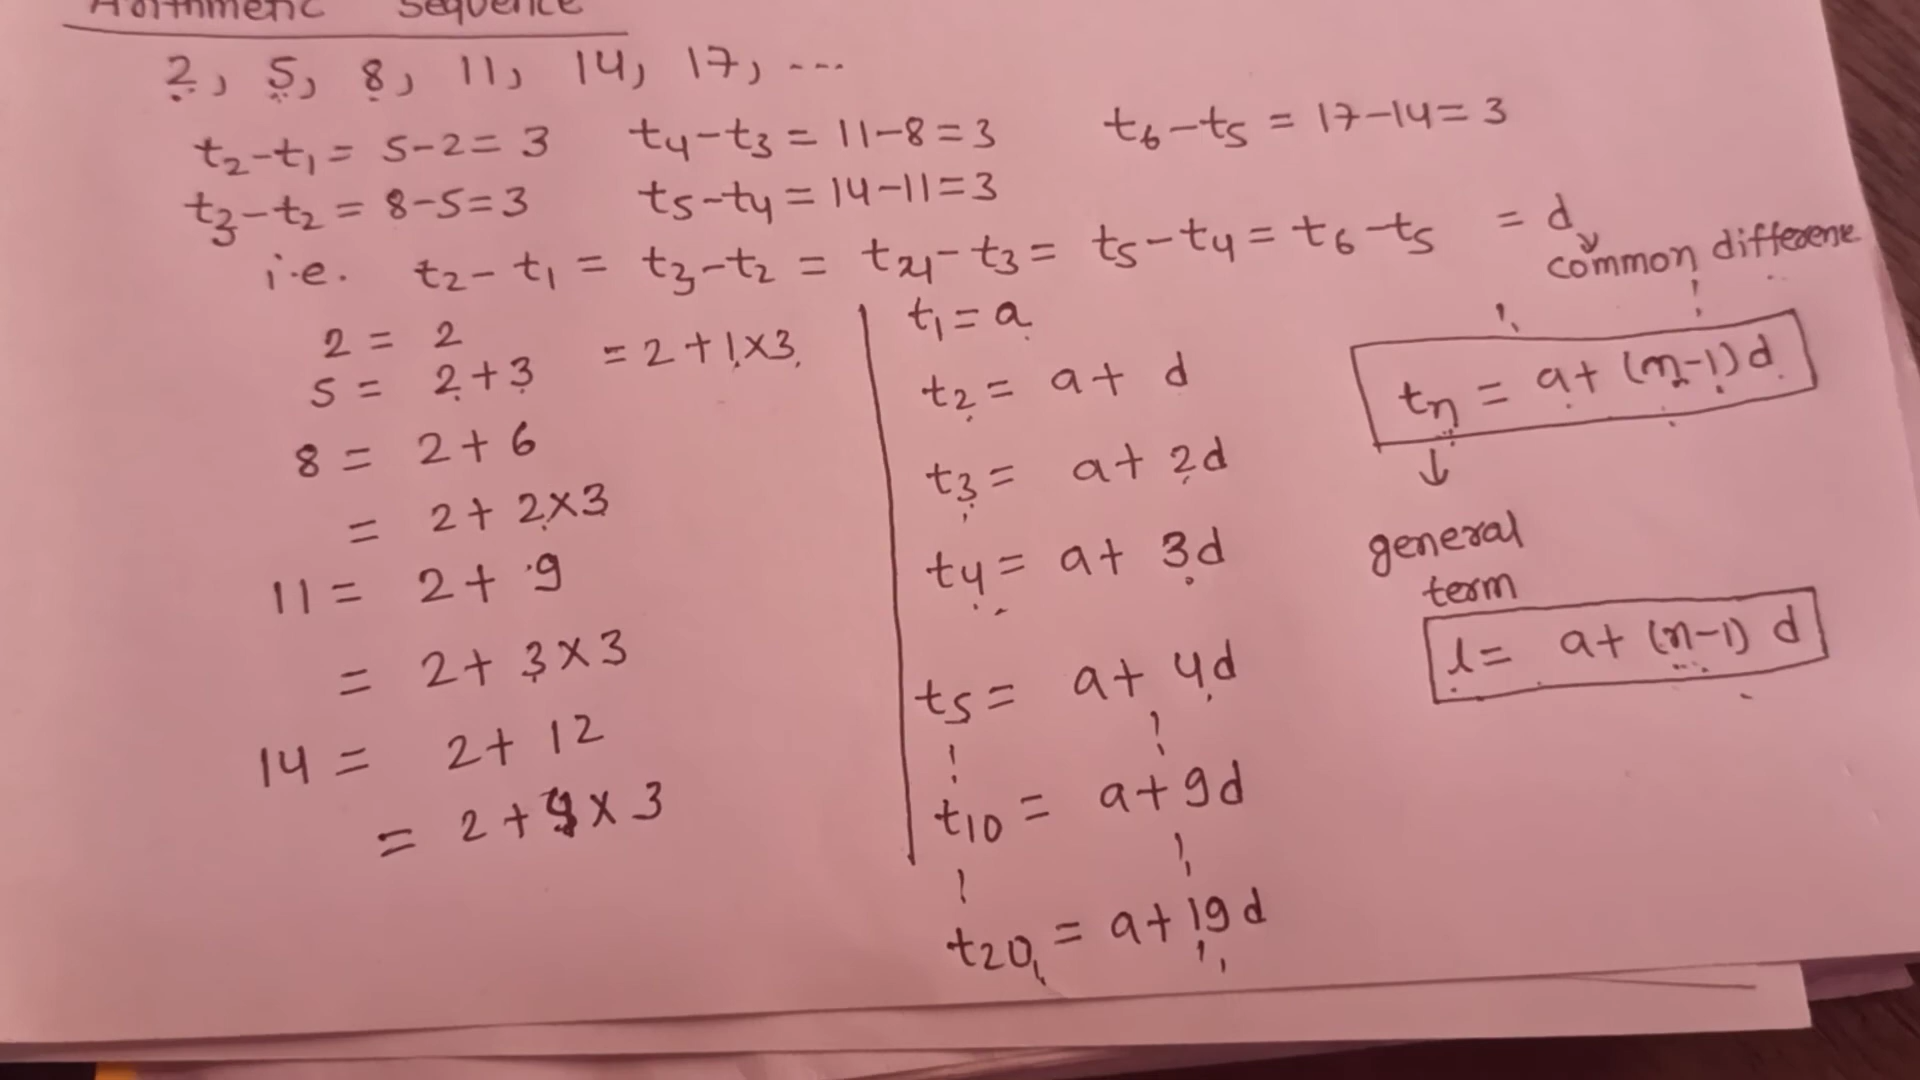 Arithmetic Sequence
2, 5, 8, 11, 14, 17, ...
t₂-t₁ = 5-2= 3 t₄-t₃ = 11-8=3 t₆-t₅ = 17-14= 3
t₃-t₂ = 8-5=3 t₅-t₄ = 14-11=3
i.e. t₂-t₁ = t₃-t₂ = t₄-t₃ = t₅-t₄ = t₆-t₅ = d
common difference
2 = 2
5 = 2+3 = 2+1×3
8 = 2+6
= 2+ 2×3
11 = 2+ 9
= 2+ 3×3
14 = 2+ 12
= 2+4×3
t₁ = a
t₂ = a+ d
t₃ = a+ 2d
t₄ = a+ 3d
t₅ = a+ 4d
t₁₀ = a+9d
t₂₀ = a+19d
tₙ = a+ (n-1)d
↓
general
term
l = a+ (n-1) d